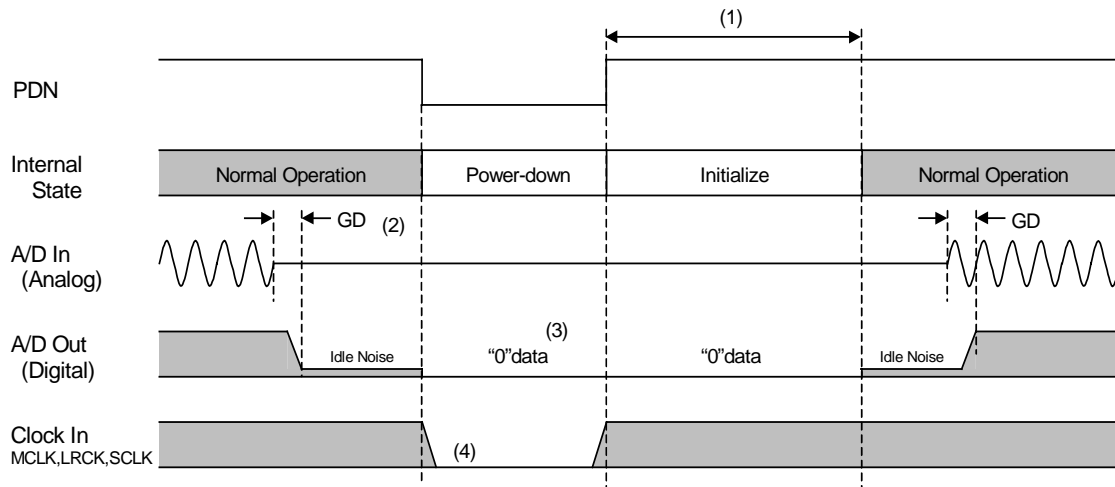 (1)
PDN
Internal
State
Normal Operation
Power-down
Initialize
Normal Operation
GD
(2)
GD
A/D In
(Analog)
A/D Out
(Digital)
Idle Noise
(3)
“0”data
“0”data
Idle Noise
Clock In
MCLK,LRCK,SCLK
(4)